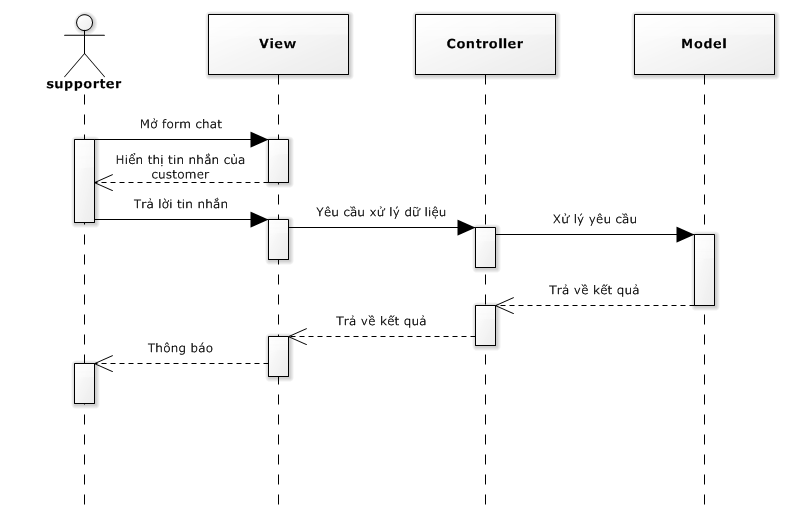 View
Controller
Model
supporter
Mở form chat
Hiển thị tin nhắn của
customer
Trả lời tin nhắn
Yêu cầu xử lý dữ liệu
Xử lý yêu cầu
Trả về kết quả
Trả về kết quả
Thông báo